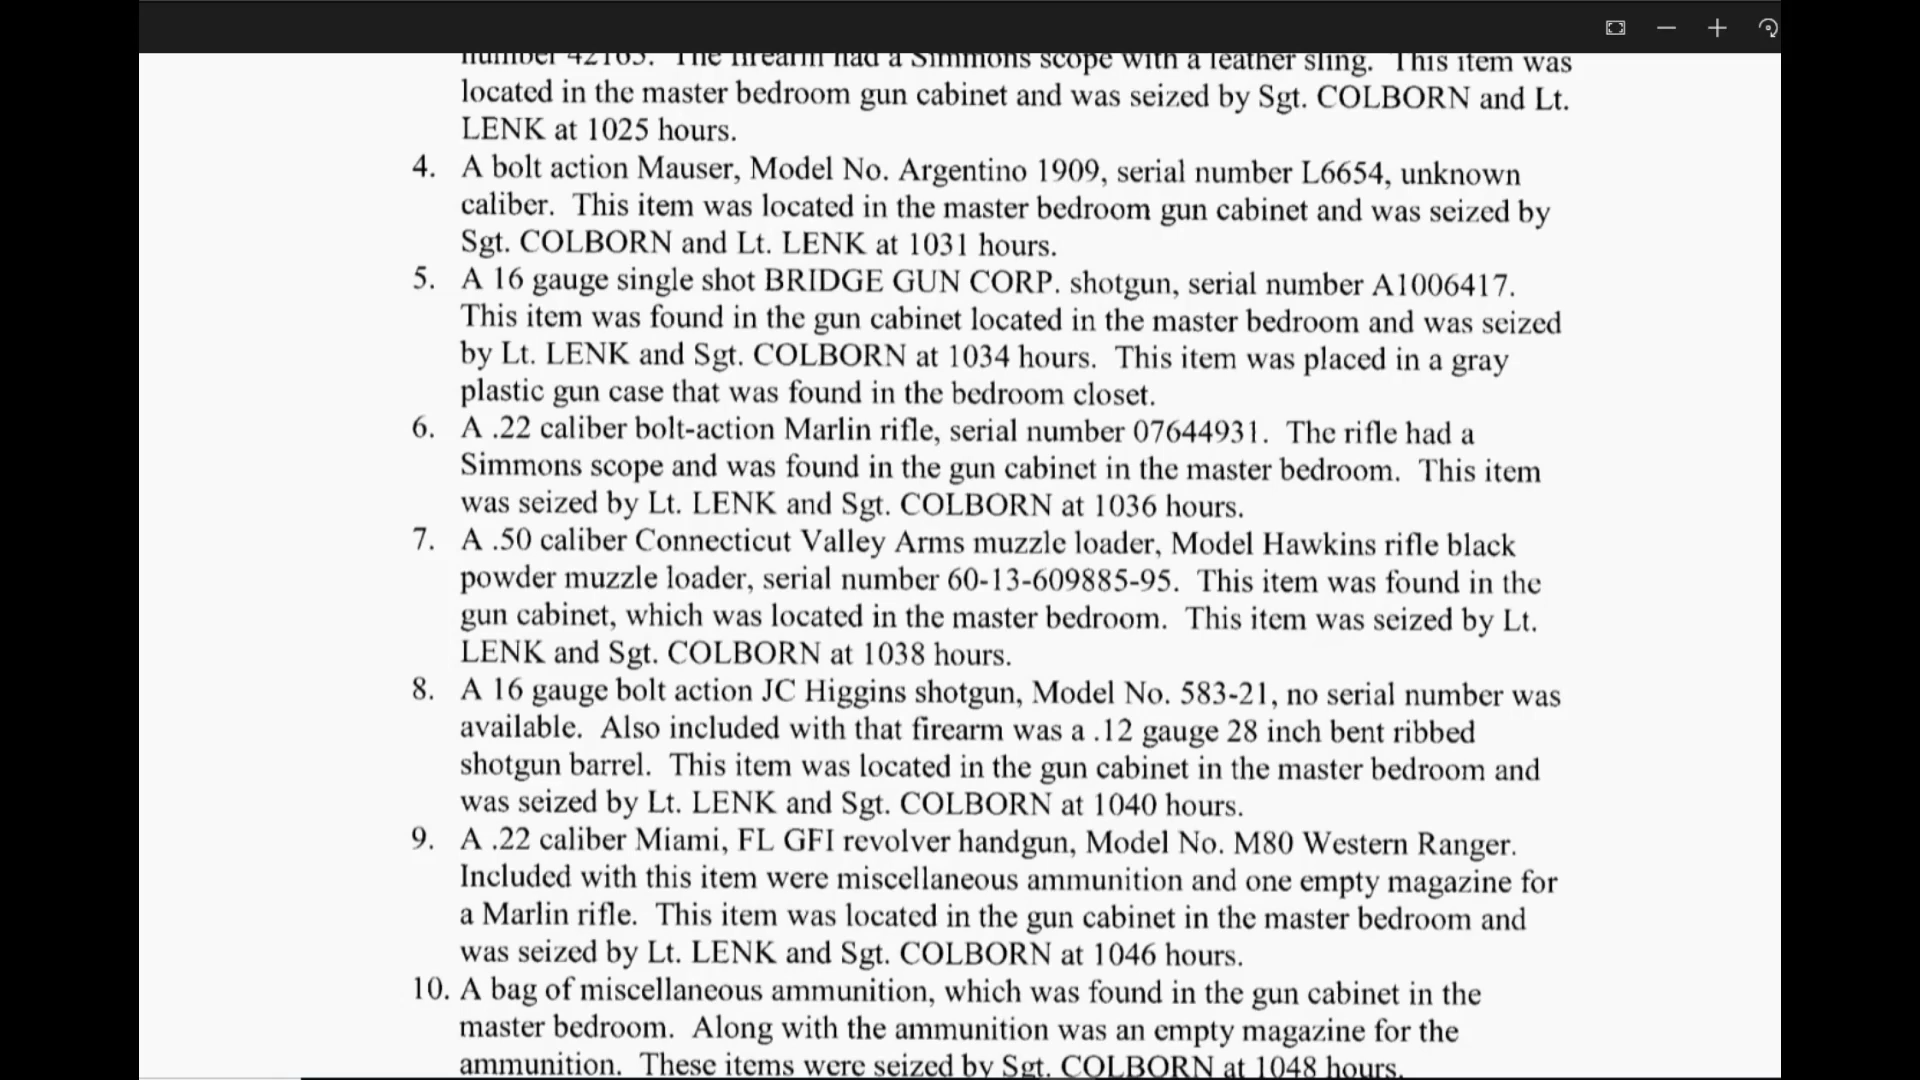 number 42165. The firearm had a Simmons scope with a leather sling. This item was
located in the master bedroom gun cabinet and was seized by Sgt. COLBORN and Lt.
LENK at 1025 hours.
4. A bolt action Mauser, Model No. Argentino 1909, serial number L6654, unknown
caliber. This item was located in the master bedroom gun cabinet and was seized by
Sgt. COLBORN and Lt. LENK at 1031 hours.
5. A 16 gauge single shot BRIDGE GUN CORP. shotgun, serial number A1006417.
This item was found in the gun cabinet located in the master bedroom and was seized
by Lt. LENK and Sgt. COLBORN at 1034 hours. This item was placed in a gray
plastic gun case that was found in the bedroom closet.
6. A .22 caliber bolt-action Marlin rifle, serial number 07644931. The rifle had a
Simmons scope and was found in the gun cabinet in the master bedroom. This item
was seized by Lt. LENK and Sgt. COLBORN at 1036 hours.
7. A .50 caliber Connecticut Valley Arms muzzle loader, Model Hawkins rifle black
powder muzzle loader, serial number 60-13-609885-95. This item was found in the
gun cabinet, which was located in the master bedroom. This item was seized by Lt.
LENK and Sgt. COLBORN at 1038 hours.
8. A 16 gauge bolt action JC Higgins shotgun, Model No. 583-21, no serial number was
available. Also included with that firearm was a .12 gauge 28 inch bent ribbed
shotgun barrel. This item was located in the gun cabinet in the master bedroom and
was seized by Lt. LENK and Sgt. COLBORN at 1040 hours.
9. A .22 caliber Miami, FL GFI revolver handgun, Model No. M80 Western Ranger.
Included with this item were miscellaneous ammunition and one empty magazine for
a Marlin rifle. This item was located in the gun cabinet in the master bedroom and
was seized by Lt. LENK and Sgt. COLBORN at 1046 hours.
10. A bag of miscellaneous ammunition, which was found in the gun cabinet in the
master bedroom. Along with the ammunition was an empty magazine for the
ammunition. These items were seized by Sgt. COLBORN at 1048 hours.